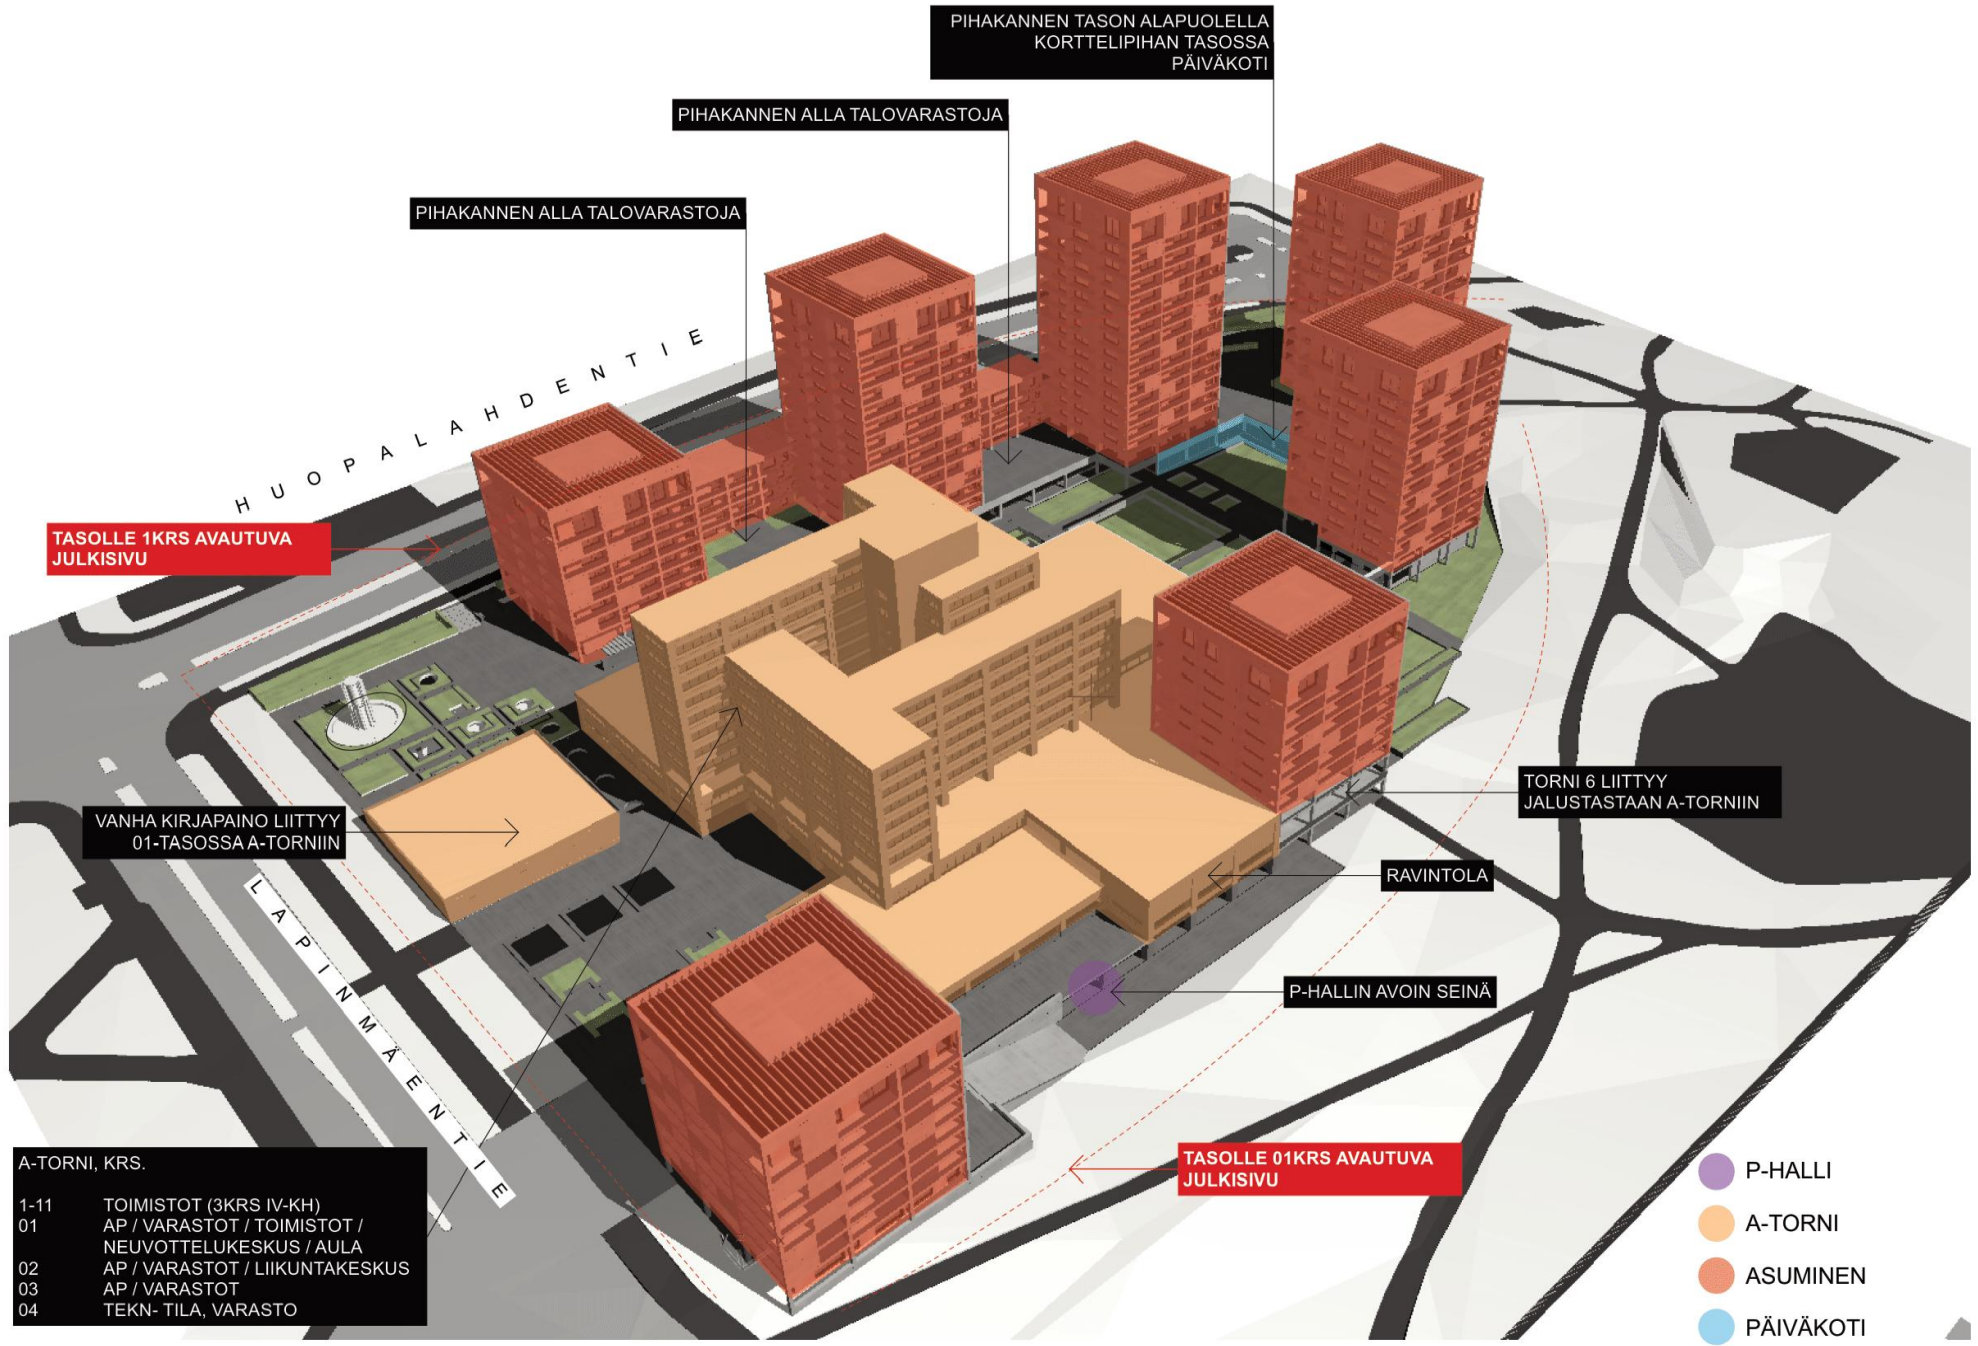 PIHAKANNEN TASON ALAPUOLELLA
KORTTELIPIHAN TASOSSA
PÄIVÄKOTI
PIHAKANNEN ALLA TALOVARASTOJA
PIHAKANNEN ALLA TALOVARASTOJA
HUOPALAHDENTIE
TASOLLE 1KRS AVAUTUVA
JULKISIVU
TORNI 6 LIITTYY
JALUSTASTAAN A-TORNIIN
VANHA KIRJAPAINO LIITTYY
01-TASOSSA A-TORNIIN
RAVINTOLA
LAPINMÄENTIE
P-HALLIN AVOIN SEINÄ
TASOLLE 01KRS AVAUTUVA
JULKISIVU
A-TORNI, KRS.
1-11 TOIMISTOT (3KRS IV-KH)
01 AP / VARASTOT / TOIMISTOT /
NEUVOTTELUKESKUS / AULA
02 AP / VARASTOT / LIIKUNTAKESKUS
03 AP / VARASTOT
04 TEKN- TILA, VARASTO
P-HALLI
A-TORNI
ASUMINEN
PÄIVÄKOTI